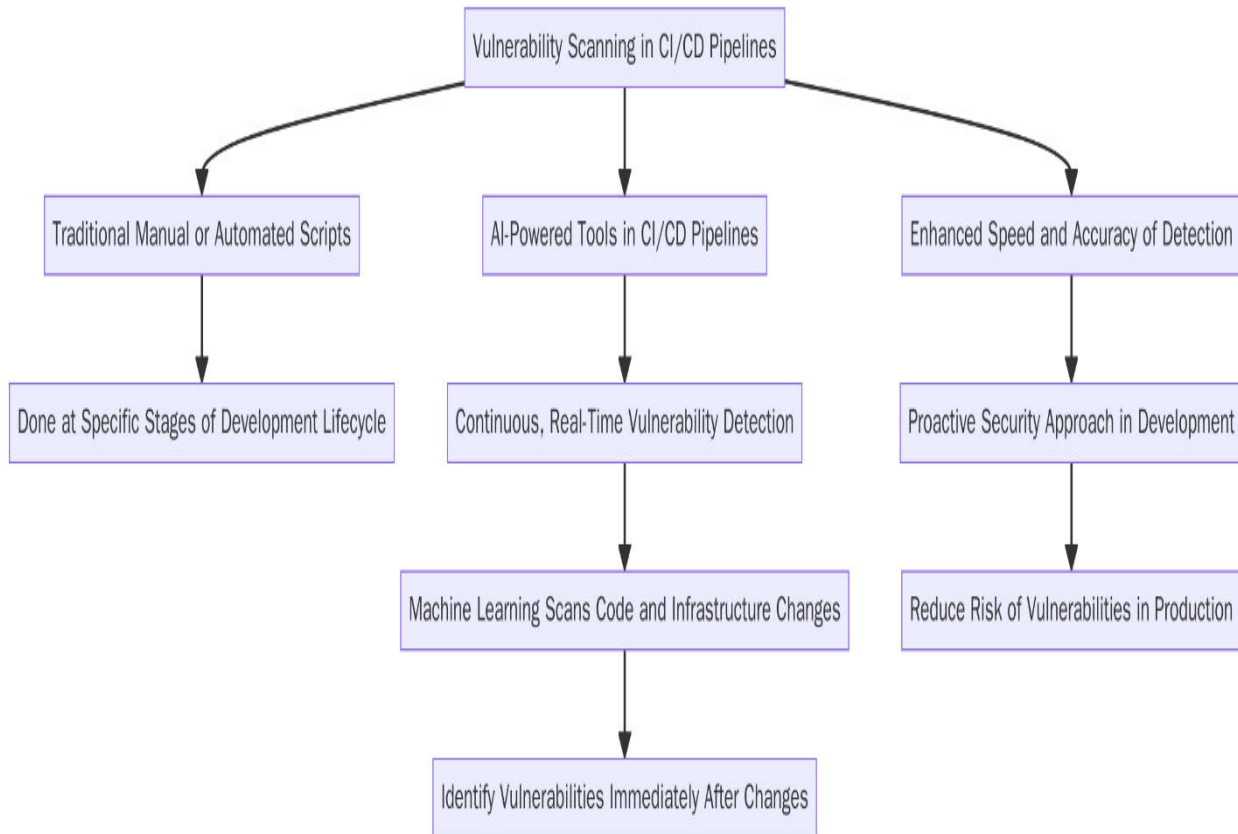 Vulnerability Scanning in CI/CD Pipelines
Traditional Manual or Automated Scripts
AI-Powered Tools in CI/CD Pipelines
Enhanced Speed and Accuracy of Detection
Done at Specific Stages of Development Lifecycle
Continuous, Real-Time Vulnerability Detection
Proactive Security Approach in Development
Machine Learning Scans Code and Infrastructure Changes
Reduce Risk of Vulnerabilities in Production
Identify Vulnerabilities Immediately After Changes